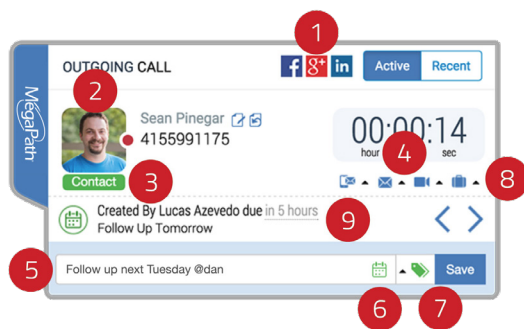 1
OUTGOING CALL
f g+ in
Active Recent
MegaPath
2
Sean Pinegar
4155991175
00:00:14
hour sec
4
Contact
3
8
Created By Lucas Azevedo due in 5 hours
Follow Up Tomorrow
9
5
Follow up next Tuesday @dan
Save
6
7